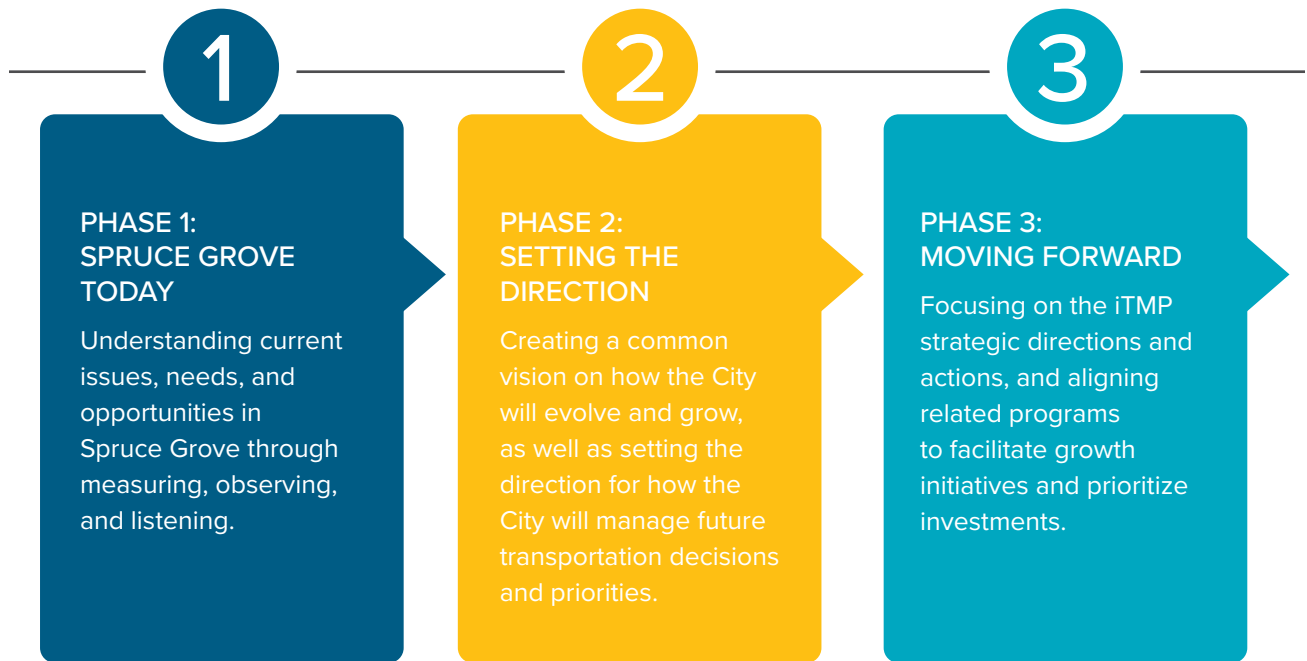 1
PHASE 1:
SPRUCE GROVE
TODAY
Understanding current
issues, needs, and
opportunities in
Spruce Grove through
measuring, observing,
and listening.
2
PHASE 2:
SETTING THE
DIRECTION
Creating a common
vision on how the City
will evolve and grow,
as well as setting the
direction for how the
City will manage future
transportation decisions
and priorities.
3
PHASE 3:
MOVING FORWARD
Focusing on the iTMP
strategic directions and
actions, and aligning
related programs
to facilitate growth
initiatives and prioritize
investments.